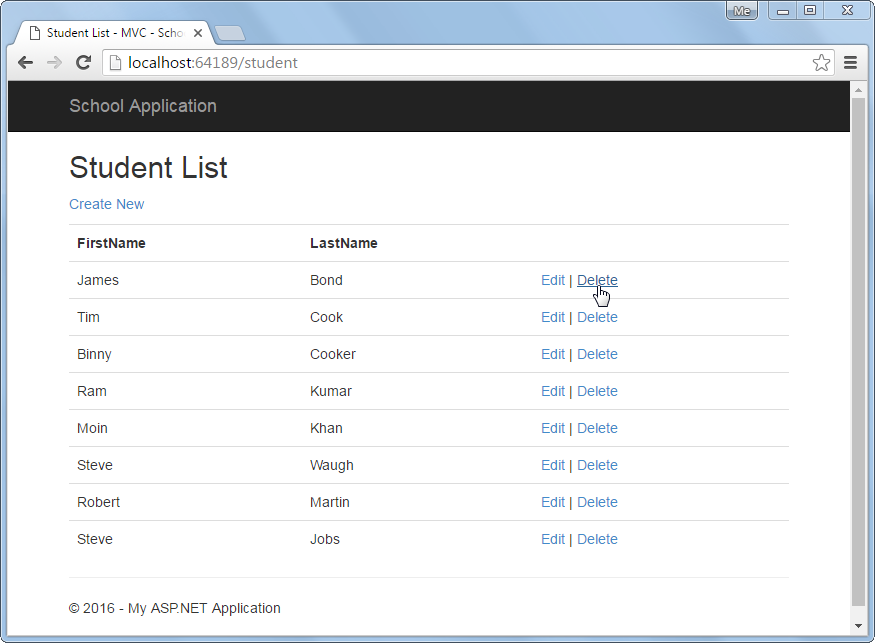 Me
Student List - MVC - Scho
localhost:64189/student
School Application
Student List
Create New
FirstName LastName
James Bond Edit | Delete
Tim Cook Edit | Delete
Binny Cooker Edit | Delete
Ram Kumar Edit | Delete
Moin Khan Edit | Delete
Steve Waugh Edit | Delete
Robert Martin Edit | Delete
Steve Jobs Edit | Delete
© 2016 - My ASP.NET Application